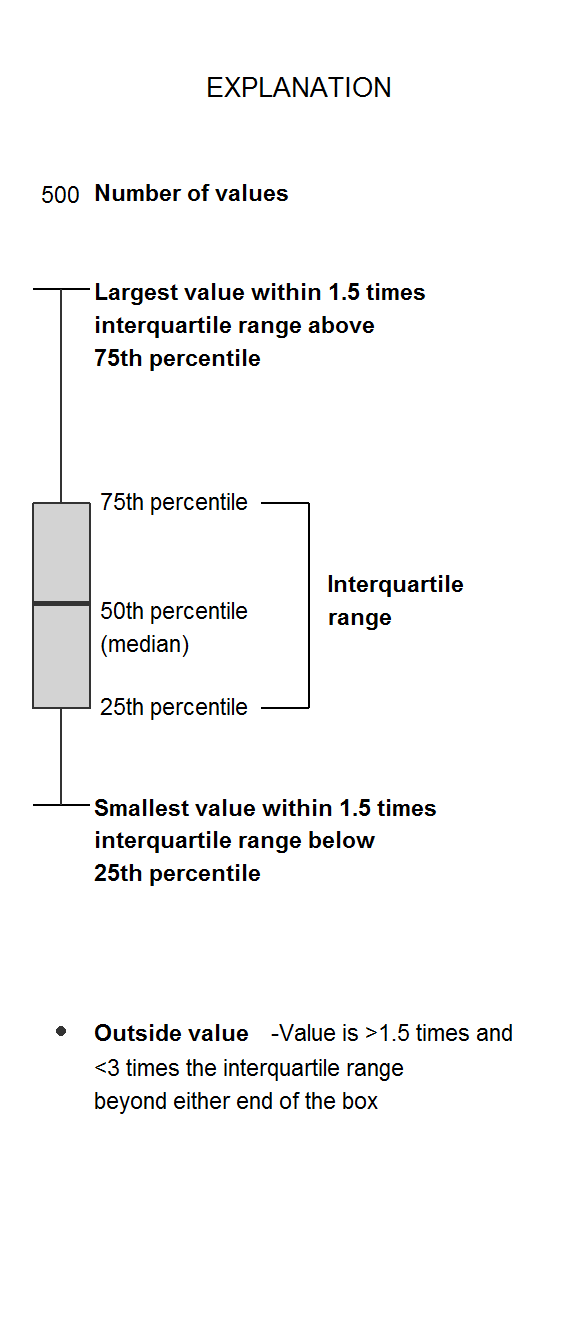 EXPLANATION
500 Number of values
Largest value within 1.5 times
interquartile range above
75th percentile
75th percentile
Interquartile
range
50th percentile
(median)
25th percentile
Smallest value within 1.5 times
interquartile range below
25th percentile
Outside value -Value is >1.5 times and
<3 times the interquartile range
beyond either end of the box